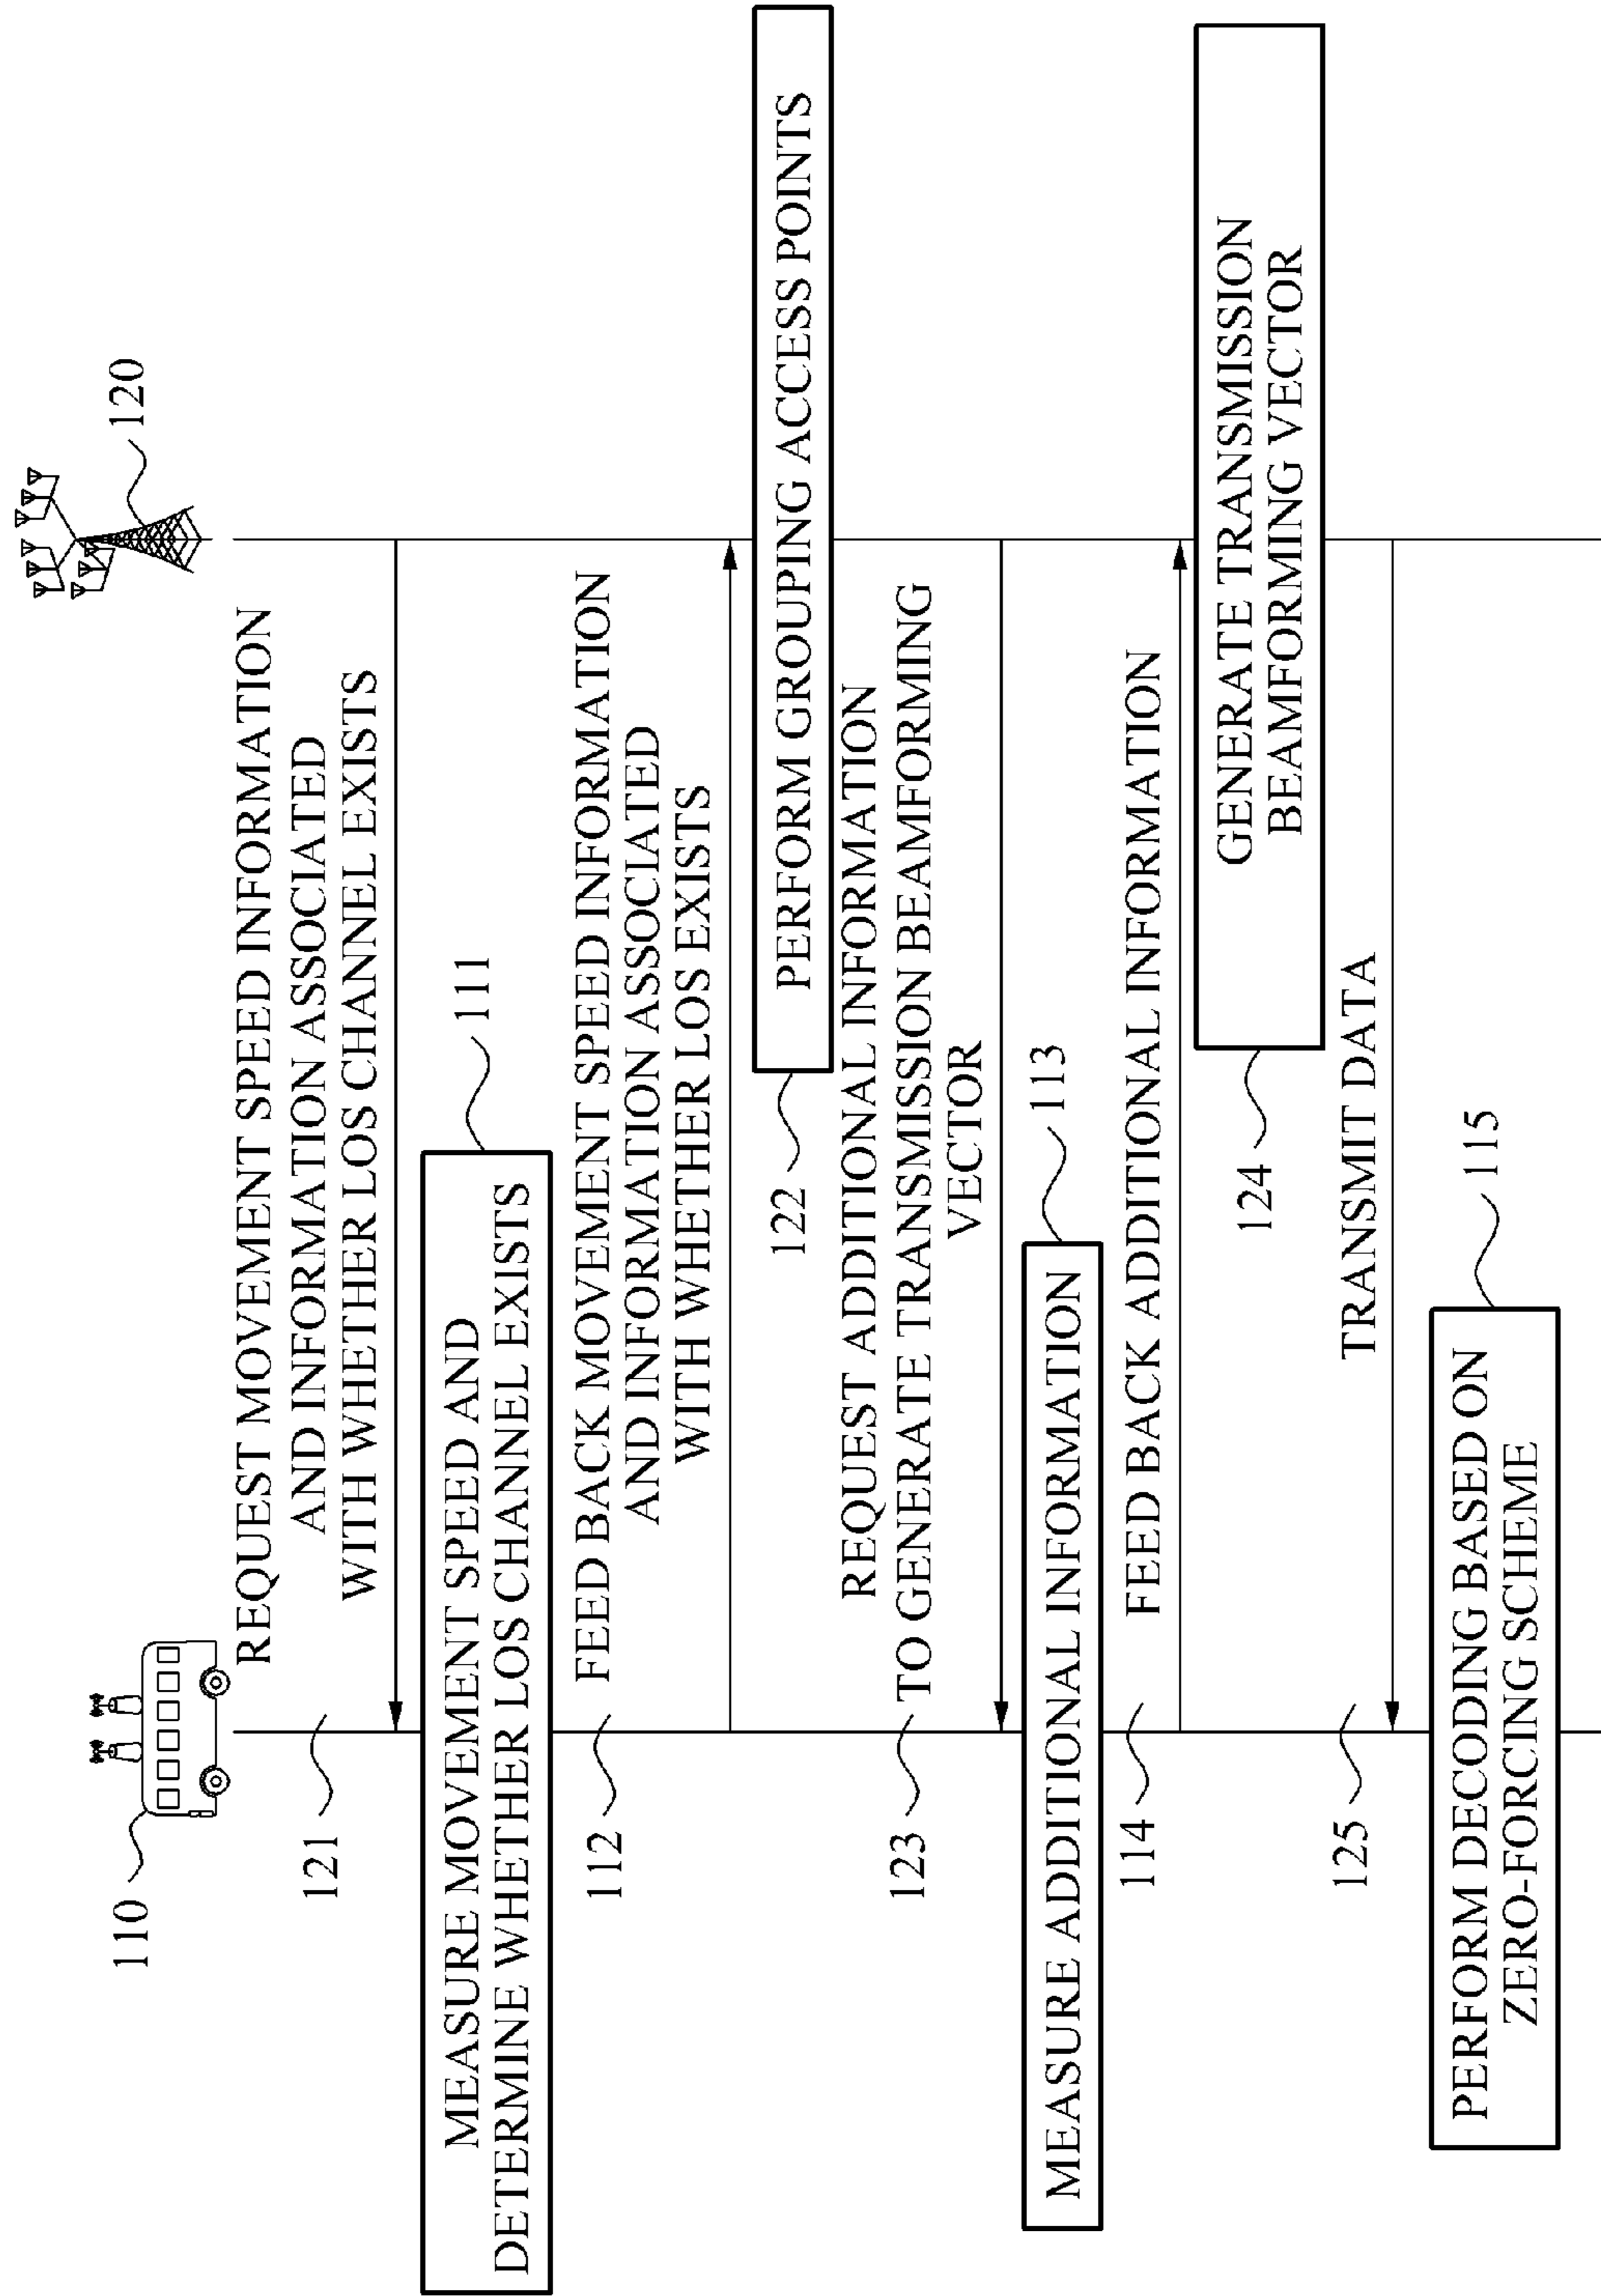 110
120
121
REQUEST MOVEMENT SPEED INFORMATION
AND INFORMATION ASSOCIATED
WITH WHETHER LOS CHANNEL EXISTS
MEASURE MOVEMENT SPEED AND
DETERMINE WHETHER LOS CHANNEL EXISTS
111
112
FEED BACK MOVEMENT SPEED INFORMATION
AND INFORMATION ASSOCIATED
WITH WHETHER LOS EXISTS
PERFORM GROUPING ACCESS POINTS
122
123
REQUEST ADDITIONAL INFORMATION
TO GENERATE TRANSMISSION BEAMFORMING
VECTOR
MEASURE ADDITIONAL INFORMATION
113
114
FEED BACK ADDITIONAL INFORMATION
GENERATE TRANSMISSION
BEAMFORMING VECTOR
124
125
TRANSMIT DATA
PERFORM DECODING BASED ON
ZERO-FORCING SCHEME
115